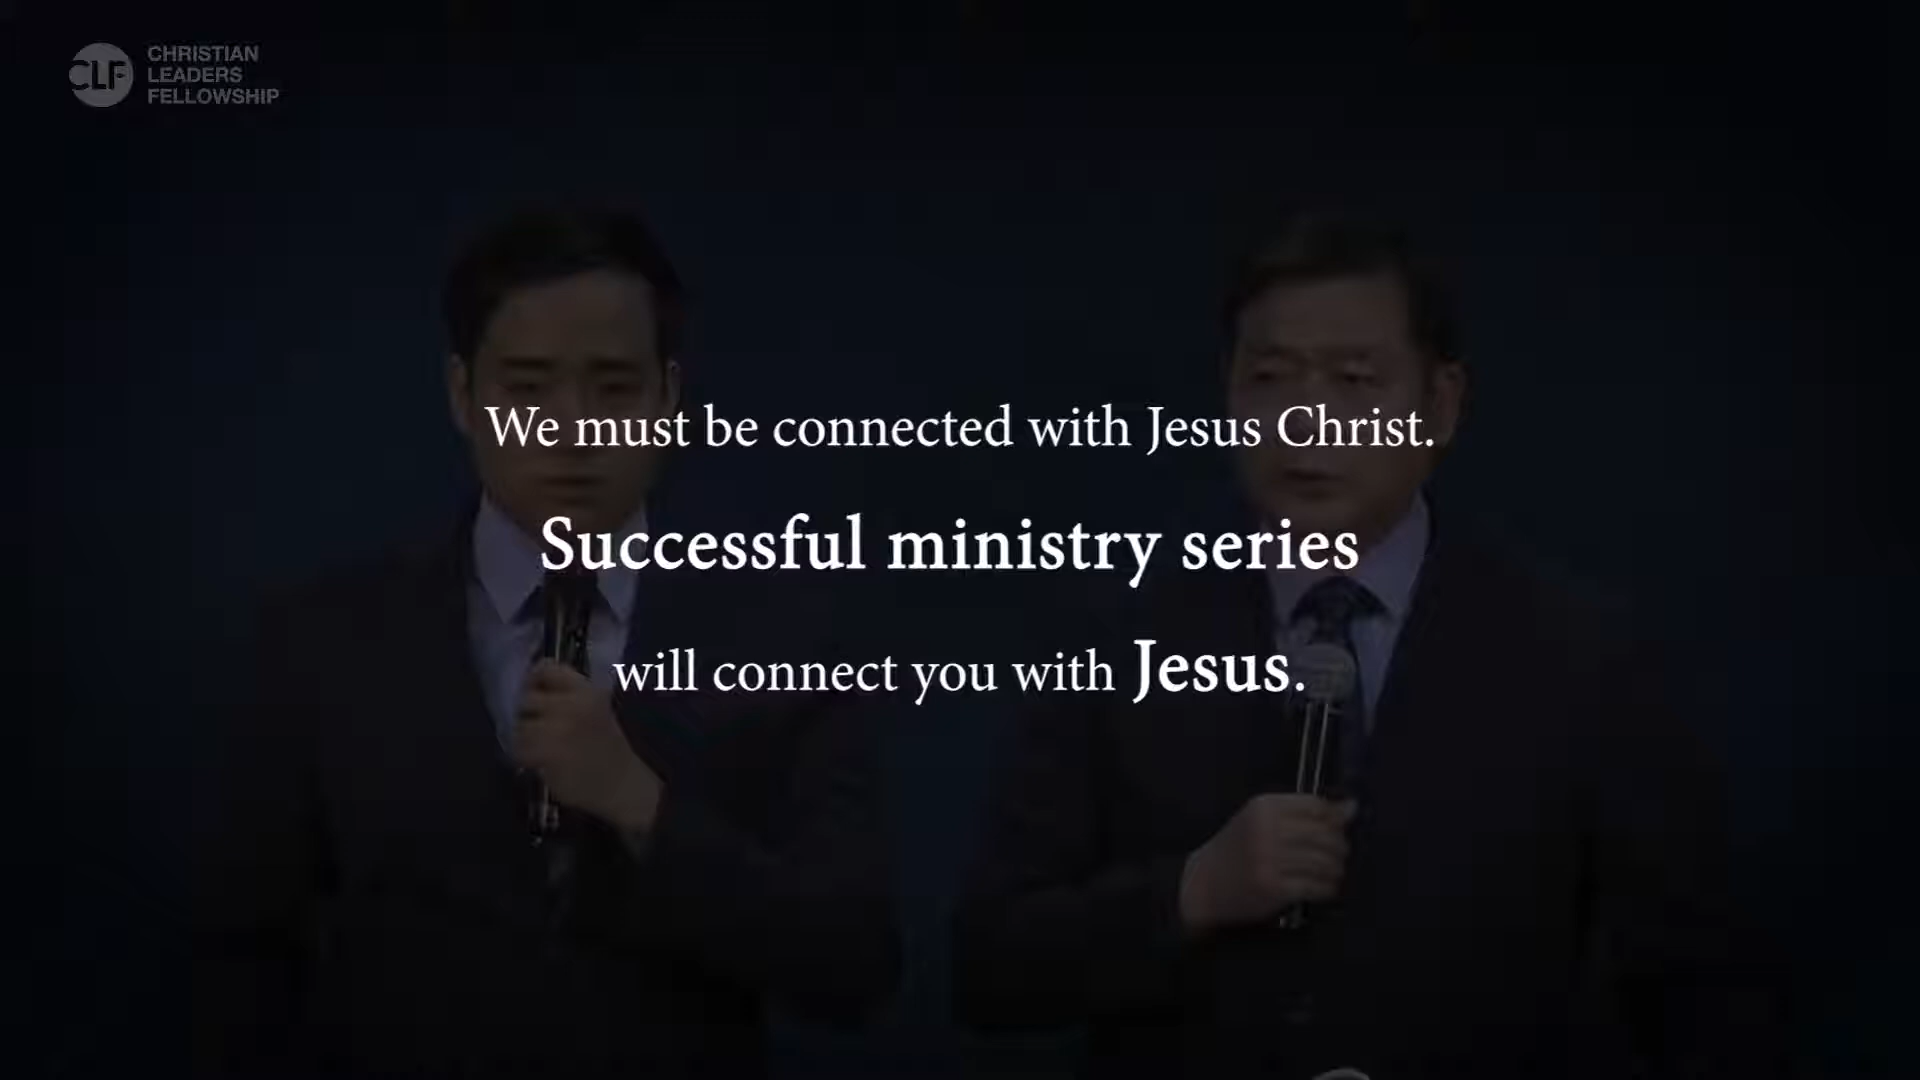 CLF
CHRISTIAN
LEADERS
FELLOWSHIP
We must be connected with Jesus Christ.
Successful ministry series
will connect you with Jesus.